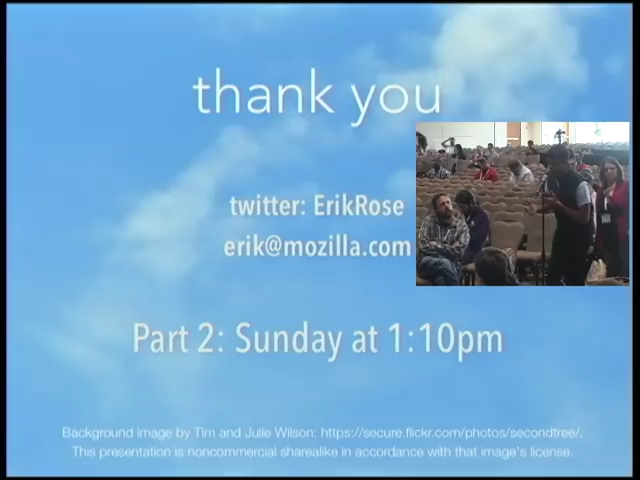 thank you
twitter: ErikRose
erik@mozilla.com
Part 2: Sunday at 1:10pm
Background image by Tim and Julie Wilson: https://secure.flickr.com/photos/secondtree/.
This presentation is noncommercial sharealike in accordance with that image's license.